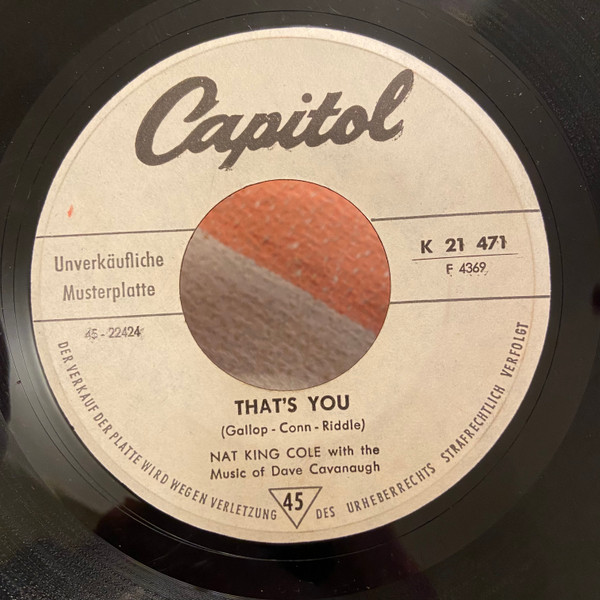 Capitol
Unverkäufliche
Musterplatte
K 21 471
F 4369
45-22424
THAT'S YOU
(Gallop - Conn - Riddle)
NAT KING COLE with the
Music of Dave Cavanaugh
45
DER VERKAUF DER PLATTE WIRD WEGEN VERLETZUNG DES URHEBERRECHTS STRAFRECHTLICH VERFOLGT